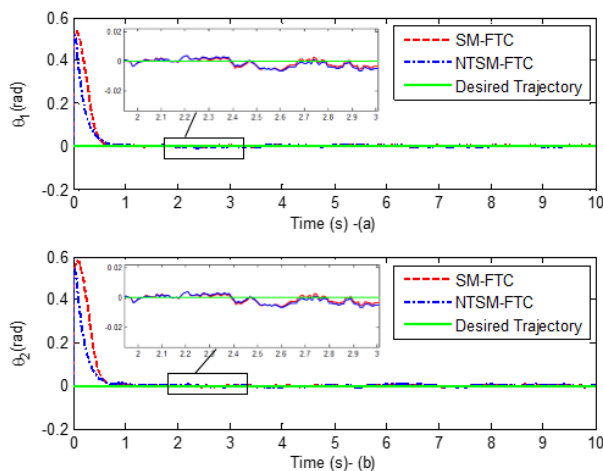 0.6
0.4
0.2
0
-0.2
θ1(rad)
0.02
0
-0.02
2 2.1 2.2 2.3 2.4 2.5 2.6 2.7 2.8 2.9 3
SM-FTC
NTSM-FTC
Desired Trajectory
0 1 2 3 4 5 6 7 8 9 10
Time (s) -(a)
0.6
0.4
0.2
0
-0.2
θ2(rad)
0.02
0
-0.02
2 2.1 2.2 2.3 2.4 2.5 2.6 2.7 2.8 2.9 3
SM-FTC
NTSM-FTC
Desired Trajectory
0 1 2 3 4 5 6 7 8 9 10
Time (s)- (b)